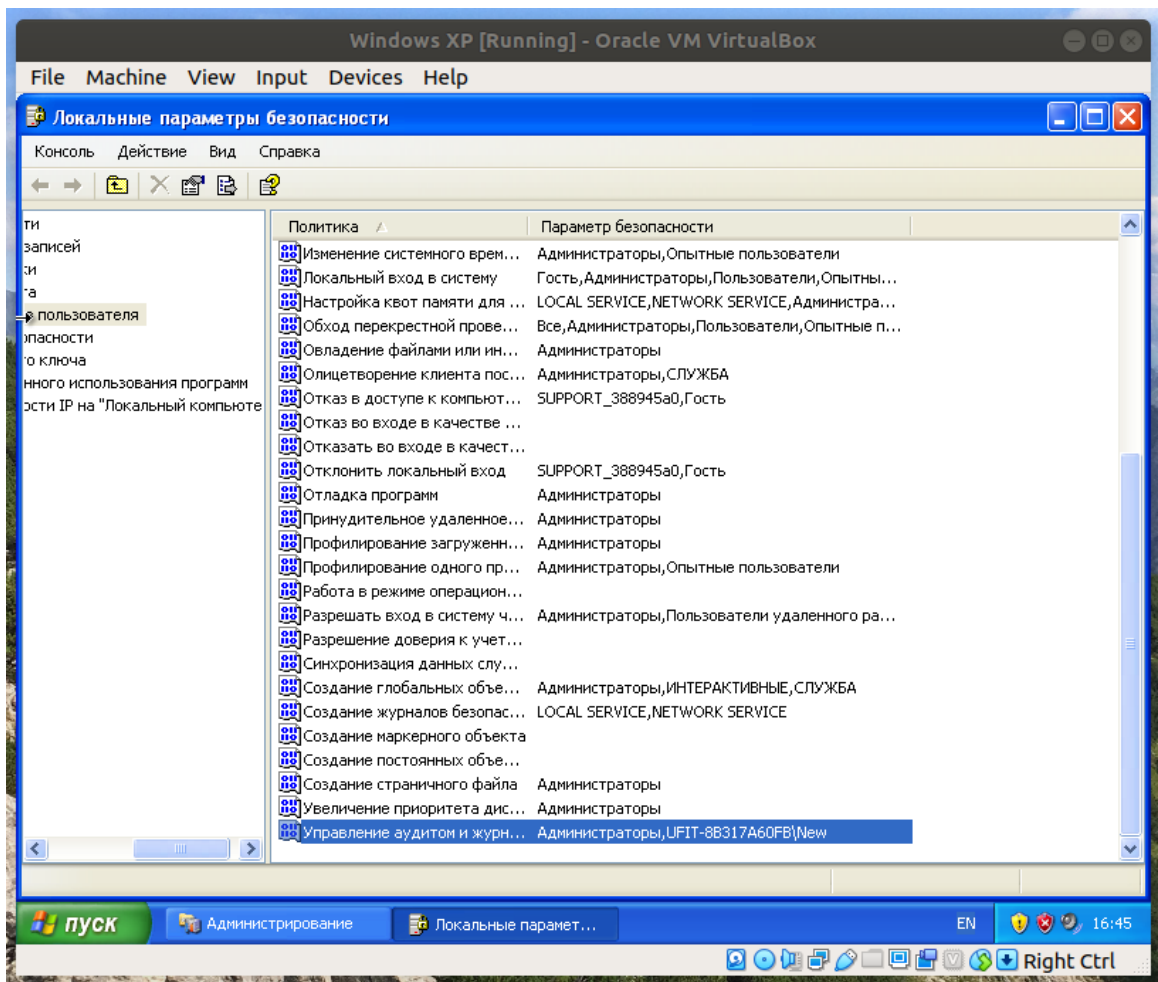 Windows XP [Running] - Oracle VM VirtualBox
File Machine View Input Devices Help
Локальные параметры безопасности
Консоль Действие Вид Справка
ти
записей
ки
та
в пользователя
опасности
го ключа
нного использования программ
ости IP на "Локальный компьюте
Политика Параметр безопасности
Изменение системного врем... Администраторы,Опытные пользователи
Локальный вход в систему Гость,Администраторы,Пользователи,Опытны...
Настройка квот памяти для ... LOCAL SERVICE,NETWORK SERVICE,Администра...
Обход перекрестной прове... Все,Администраторы,Пользователи,Опытные п...
Овладение файлами или ин... Администраторы
Олицетворение клиента пос... Администраторы,СЛУЖБА
Отказ в доступе к компьют... SUPPORT_388945a0,Гость
Отказ во входе в качестве ...
Отказать во входе в качест...
Отклонить локальный вход SUPPORT_388945a0,Гость
Отладка программ Администраторы
Принудительное удаленное... Администраторы
Профилирование загруженн... Администраторы
Профилирование одного пр... Администраторы,Опытные пользователи
Работа в режиме операцион...
Разрешать вход в систему ч... Администраторы,Пользователи удаленного ра...
Разрешение доверия к учет...
Синхронизация данных слу...
Создание глобальных объе... Администраторы,ИНТЕРАКТИВНЫЕ,СЛУЖБА
Создание журналов безопас... LOCAL SERVICE,NETWORK SERVICE
Создание маркерного объекта
Создание постоянных объе...
Создание страничного файла Администраторы
Увеличение приоритета дис... Администраторы
Управление аудитом и журн... Администраторы,UFIT-8B317A60FB\New
пуск Администрирование Локальные парамет... EN 16:45
Right Ctrl